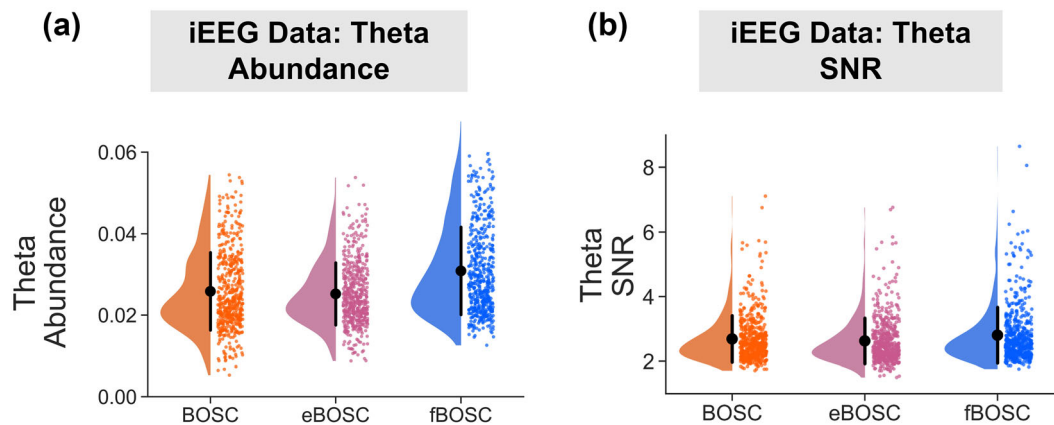 (a)
iEEG Data: Theta
Abundance
Theta
Abundance
0.06
0.04
0.02
0.00
BOSC eBOSC fBOSC
(b)
iEEG Data: Theta
SNR
Theta
SNR
8
6
4
2
BOSC eBOSC fBOSC